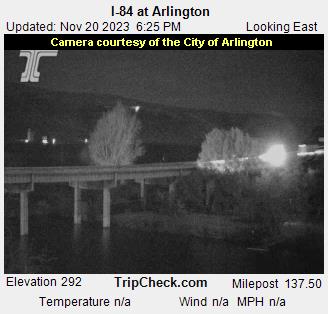 I-84 at Arlington
Updated: Nov 20 2023 6:25 PM Looking East
Camera courtesy of the City of Arlington
Elevation 292 TripCheck.com Milepost 137.50
Temperature n/a Wind n/a MPH n/a